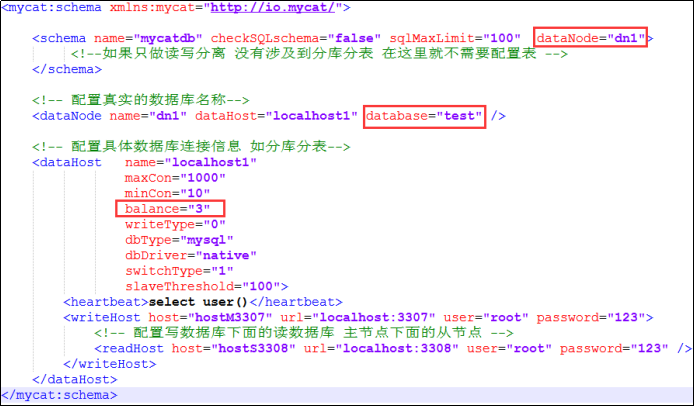 <mycat:schema xmlns:mycat="http://io.mycat/">
<schema name="mycatdb" checkSQLschema="false" sqlMaxLimit="100" dataNode="dn1">
<!--如果只做读写分离 没有涉及到分库分表 在这里就不需要配置表 -->
</schema>
<!-- 配置真实的数据库名称-->
<dataNode name="dn1" dataHost="localhost1" database="test" />
<!-- 配置具体数据库连接信息 如分库分表-->
<dataHost name="localhost1"
maxCon="1000"
minCon="10"
balance="3"
writeType="0"
dbType="mysql"
dbDriver="native"
switchType="1"
slaveThreshold="100">
<heartbeat>select user()</heartbeat>
<writeHost host="hostM3307" url="localhost:3307" user="root" password="123">
<!-- 配置写数据库下面的读数据库 主节点下面的从节点 -->
<readHost host="hostS3308" url="localhost:3308" user="root" password="123" />
</writeHost>
</dataHost>
</mycat:schema>